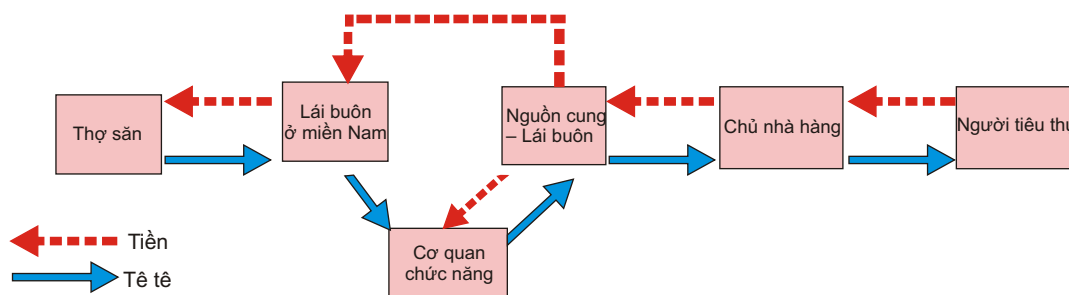 Thợ săn
Lái buôn
ở miền Nam
Nguồn cung
– Lái buôn
Chủ nhà hàng
Người tiêu thụ
Cơ quan
chức năng
Tiền
Tê tê